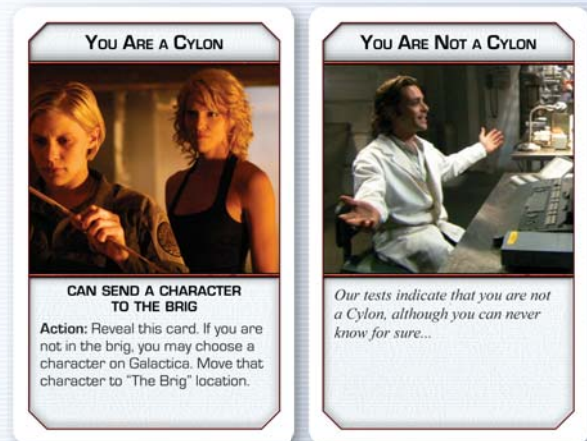 You Are a Cylon
CAN SEND A CHARACTER
TO THE BRIG
Action: Reveal this card. If you are
not in the brig, you may choose a
character on Galactica. Move that
character to “The Brig” location.
You Are Not a Cylon
Our tests indicate that you are not
a Cylon, although you can never
know for sure...